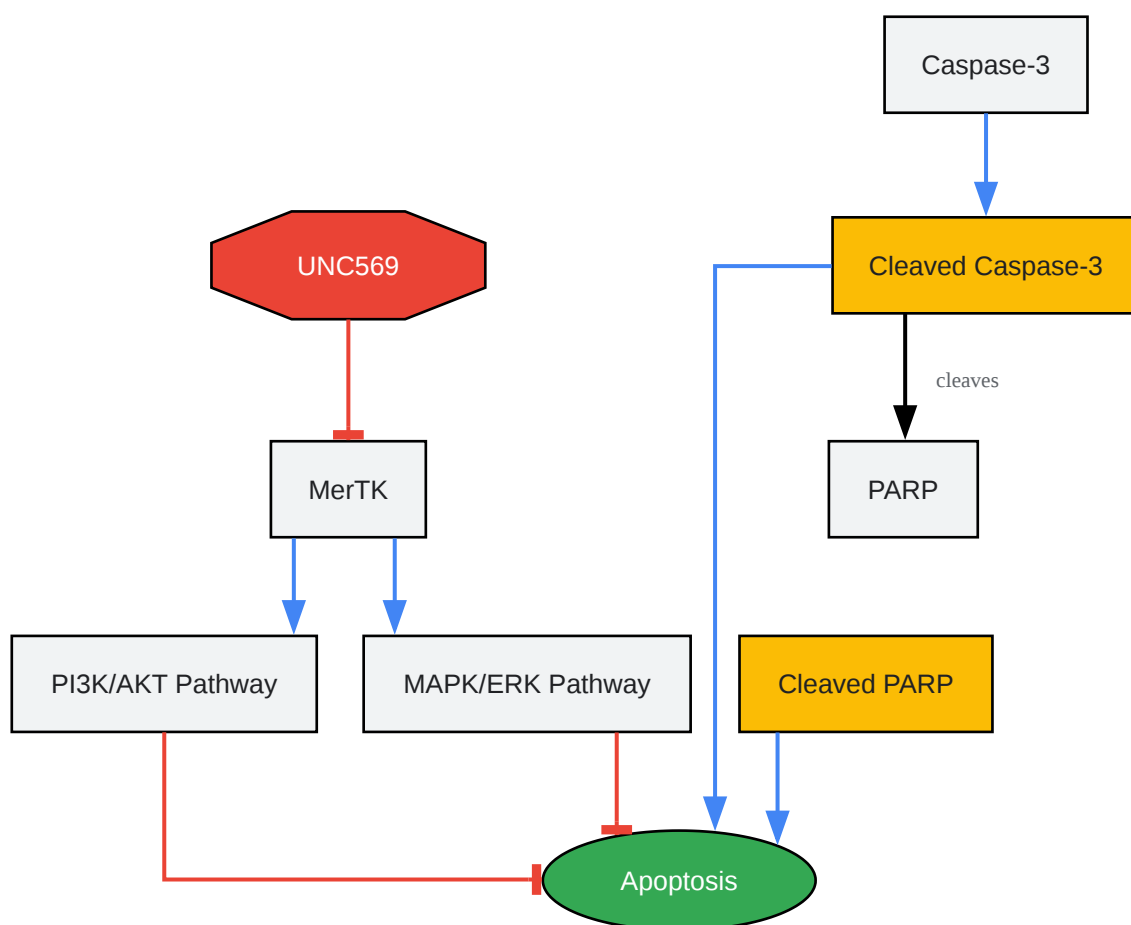 Caspase-3
UNC569
Cleaved Caspase-3
cleaves
MerTK
PARP
PI3K/AKT Pathway
MAPK/ERK Pathway
Cleaved PARP
Apoptosis